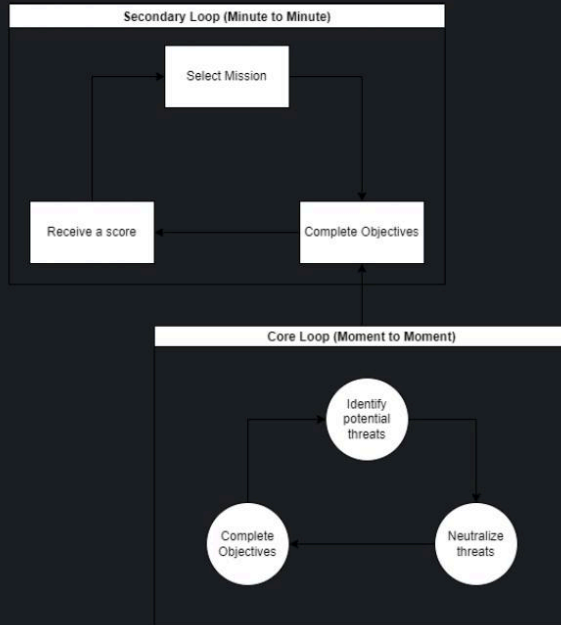 Secondary Loop (Minute to Minute)
Select Mission
Receive a score
Complete Objectives
Core Loop (Moment to Moment)
Identify
potential
threats
Complete
Objectives
Neutralize
threats